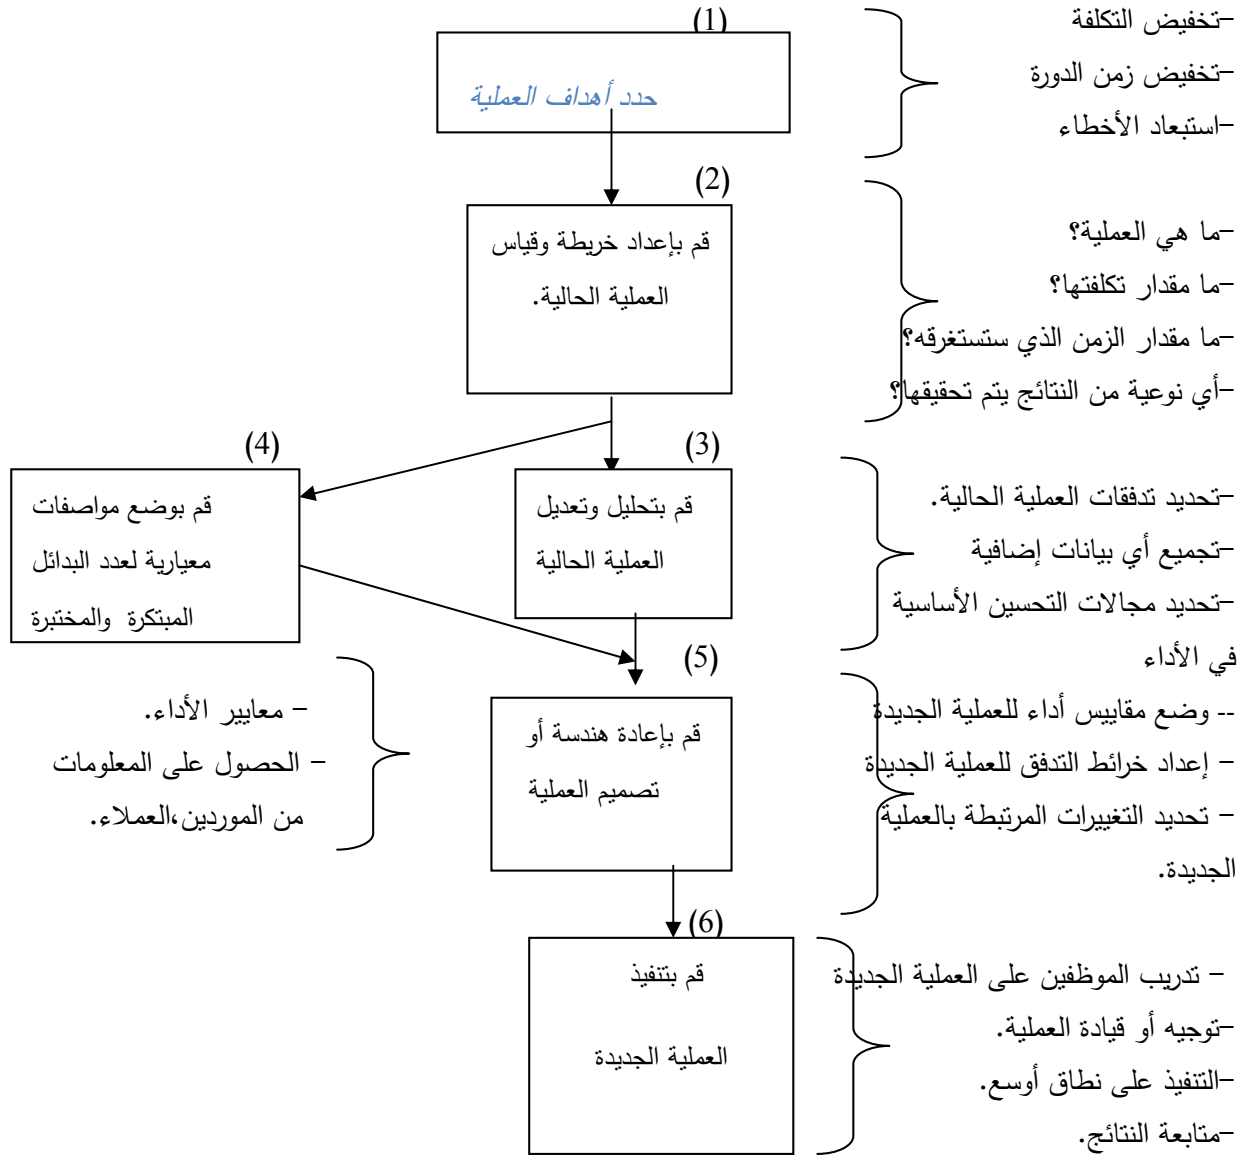 (1)
حدد أهداف العملية
-تخفيض التكلفة
-تخفيض زمن الدورة
-استبعاد الأخطاء
(2)
قم بإعداد خريطة وقياس
العملية الحالية.
-ما هي العملية؟
-ما مقدار تكلفتها؟
-ما مقدار الزمن الذي ستستغرقه؟
-أي نوعية من النتائج يتم تحقيقها؟
(3)
قم بتحليل وتعديل
العملية الحالية
-تحديد تدفقات العملية الحالية.
-تجميع أي بيانات إضافية
-تحديد مجالات التحسين الأساسية
في الأداء
(4)
قم بوضع مواصفات
معيارية لعدد البدائل
المبتكرة والمختبرة
- معايير الأداء.
- الحصول على المعلومات
من الموردين،العملاء.
(5)
قم بإعادة هندسة أو
تصميم العملية
-- وضع مقاييس أداء للعملية الجديدة
- إعداد خرائط التدفق للعملية الجديدة
- تحديد التغييرات المرتبطة بالعملية
الجديدة.
(6)
قم بتنفيذ
العملية الجديدة
- تدريب الموظفين على العملية الجديدة
-توجيه أو قيادة العملية.
-التنفيذ على نطاق أوسع.
-متابعة النتائج.